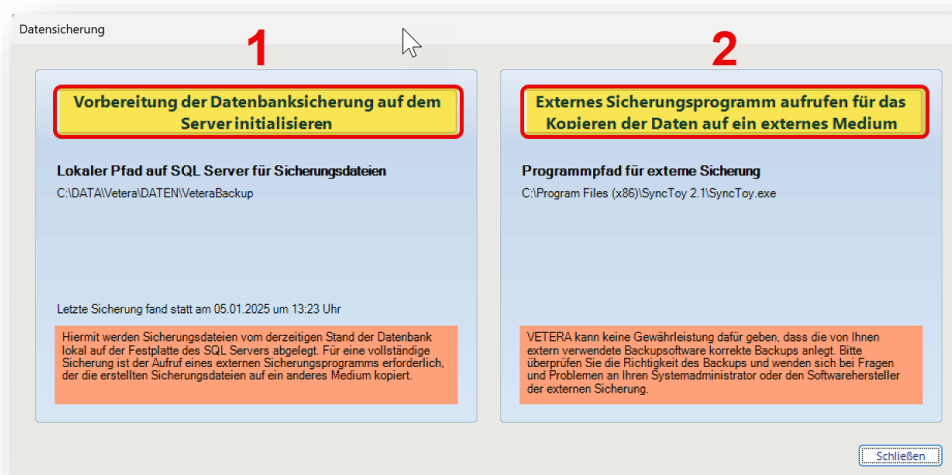 Datensicherung
1
2
Vorbereitung der Datenbanksicherung auf dem
Server initialisieren
Lokaler Pfad auf SQL Server für Sicherungsdateien
C:\DATA\Vetera\DATEN\VeteraBackup
Letzte Sicherung fand statt am 05.01.2025 um 13:23 Uhr
Hiermit werden Sicherungsdateien vom derzeitigen Stand der Datenbank
lokal auf der Festplatte des SQL Servers abgelegt. Für eine vollständige
Sicherung ist der Aufruf eines externen Sicherungsprogramms erforderlich,
der die erstellten Sicherungsdateien auf ein anderes Medium kopiert.
Externes Sicherungsprogramm aufrufen für das
Kopieren der Daten auf ein externes Medium
Programmpfad für externe Sicherung
C:\Program Files (x86)\SyncToy 2.1\SyncToy.exe
VETERA kann keine Gewährleistung dafür geben, dass die von Ihnen
extern verwendete Backupsoftware korrekte Backups anlegt. Bitte
überprüfen Sie die Richtigkeit des Backups und wenden sich bei Fragen
und Problemen an Ihren Systemadministrator oder den Softwarehersteller
der externen Sicherung.
Schließen